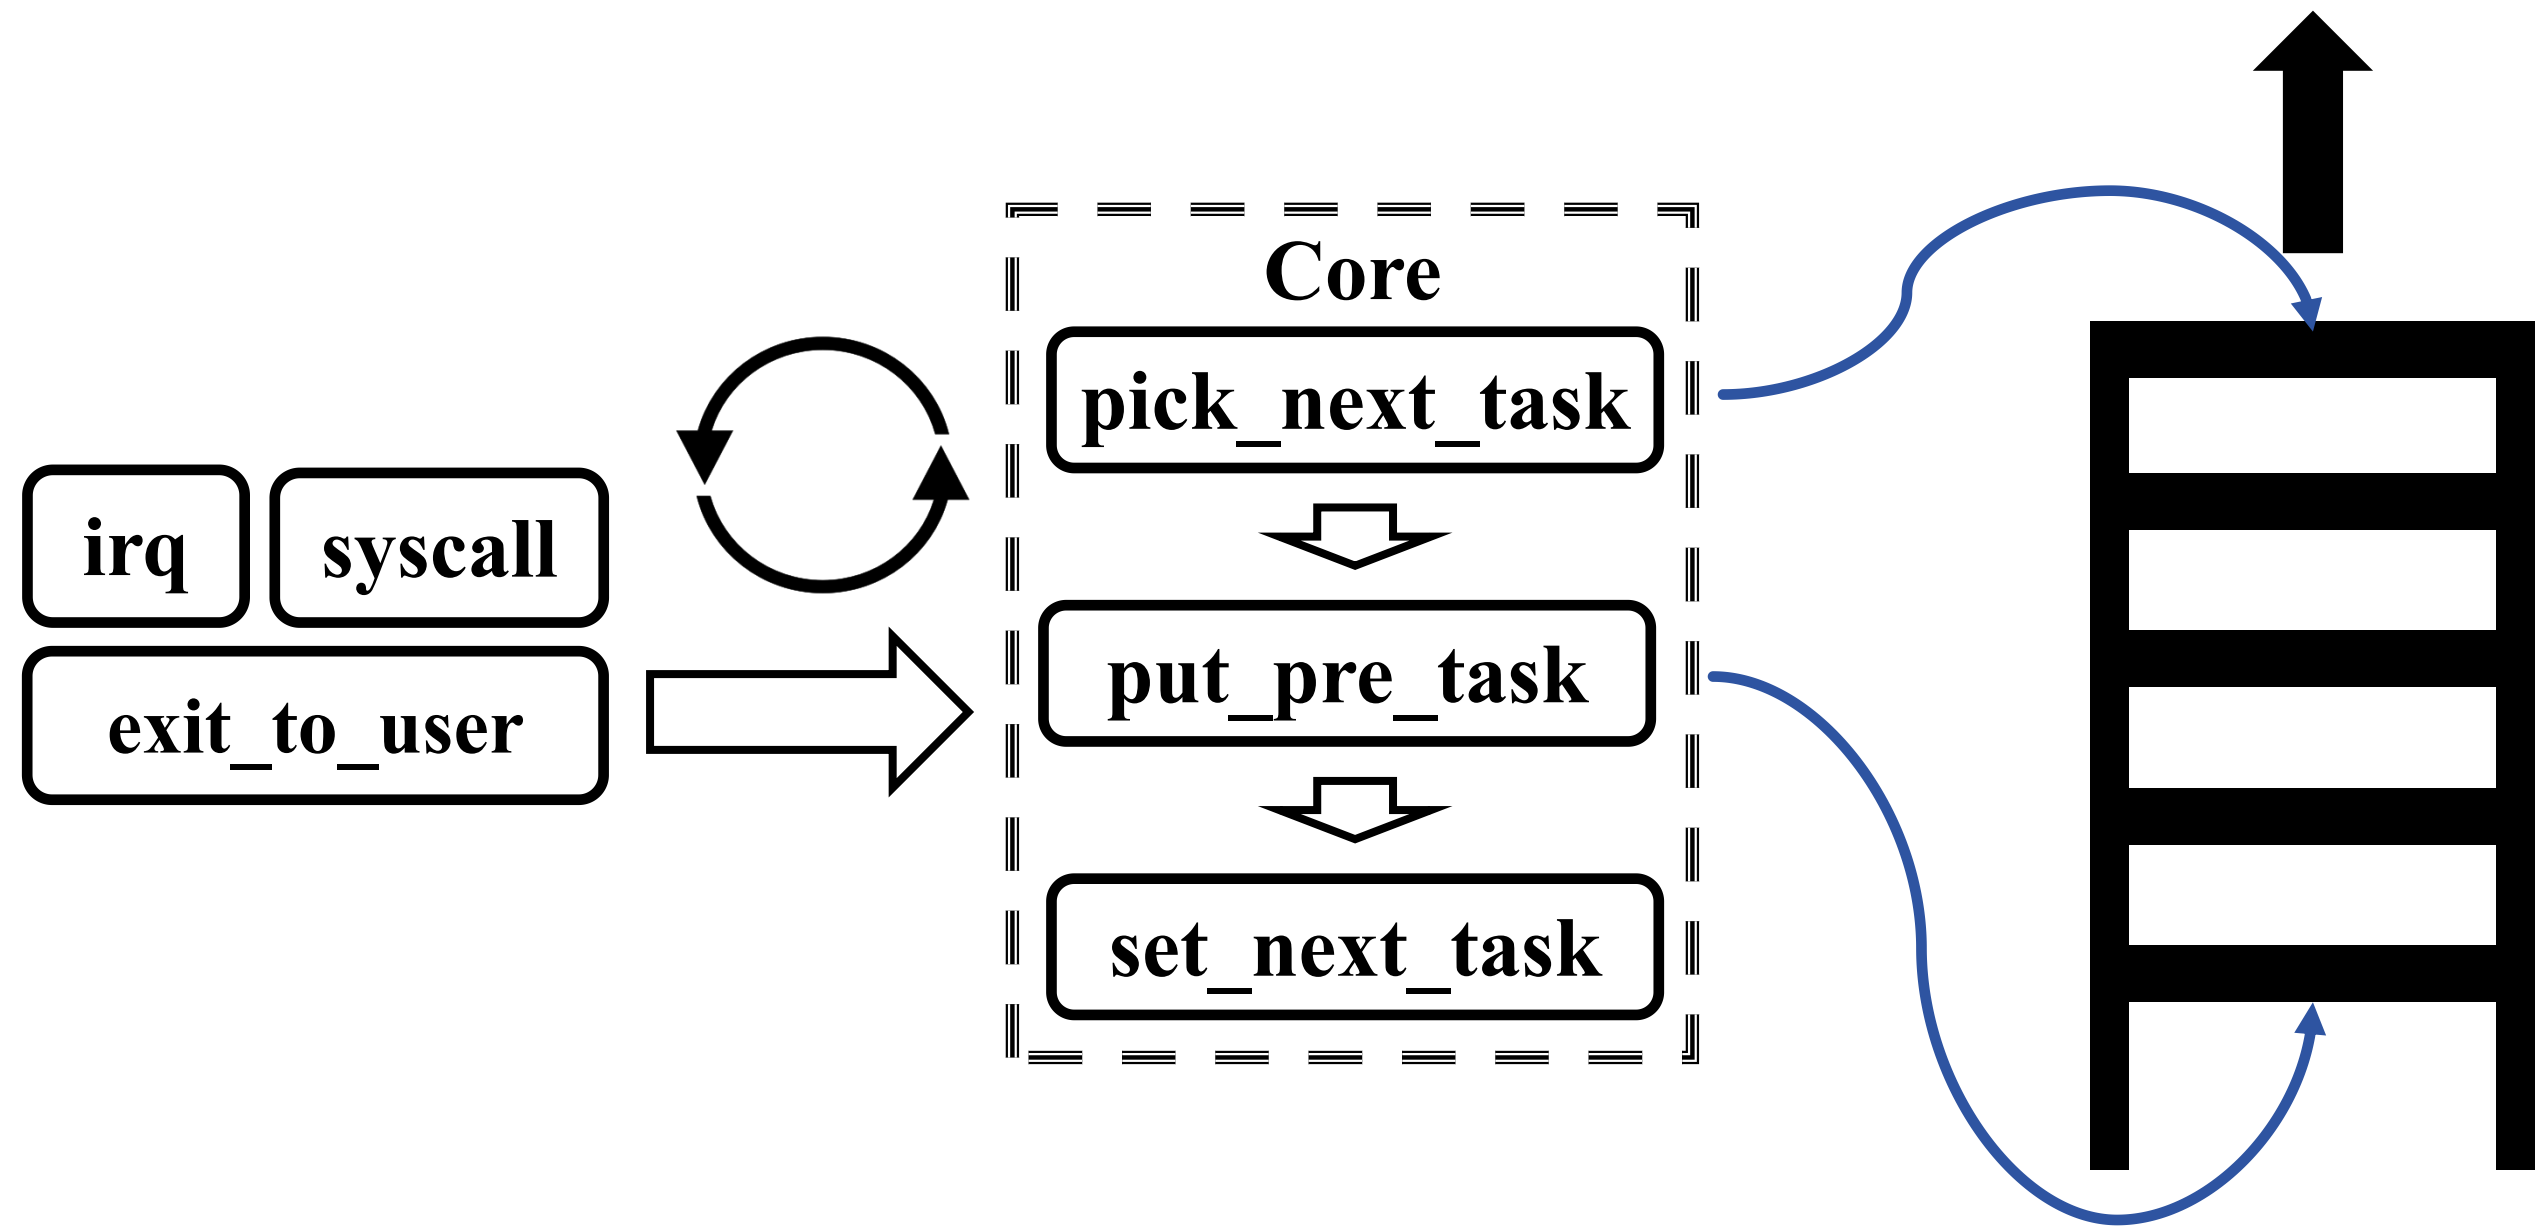 irq
syscall
exit_to_user
Core
pick_next_task
put_pre_task
set_next_task